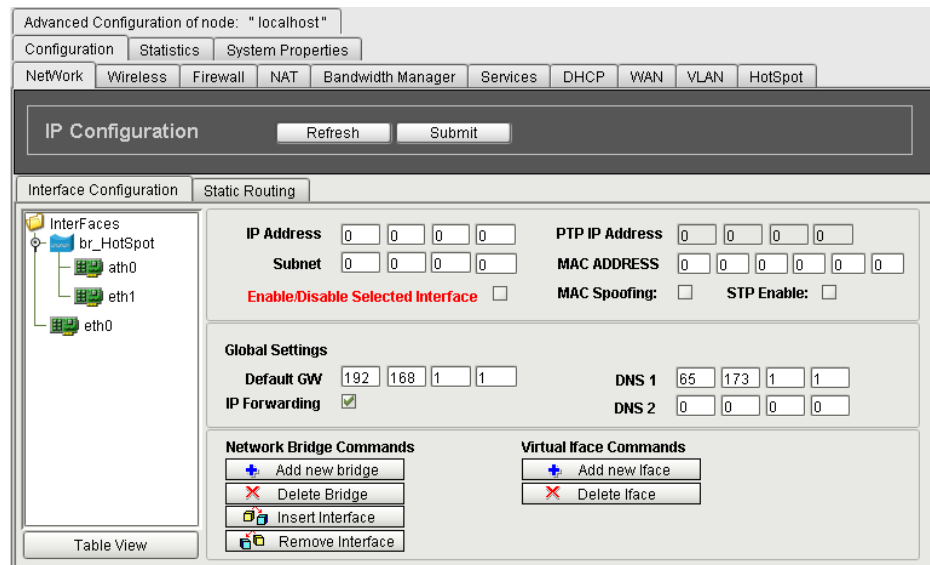 Advanced Configuration of node: "localhost"
Configuration Statistics System Properties
NetWork Wireless Firewall NAT Bandwidth Manager Services DHCP WAN VLAN HotSpot
IP Configuration Refresh Submit
Interface Configuration Static Routing
InterFaces
br_HotSpot
ath0
eth1
eth0
Table View
IP Address 0 0 0 0 PTP IP Address 0 0 0 0
Subnet 0 0 0 0 MAC ADDRESS 0 0 0 0 0 0
Enable/Disable Selected Interface MAC Spoofing: STP Enable:
Global Settings
Default GW 192 168 1 1 DNS 1 65 173 1 1
IP Forwarding DNS 2 0 0 0 0
Network Bridge Commands Virtual Iface Commands
Add new bridge Add new Iface
Delete Bridge Delete Iface
Insert Interface
Remove Interface